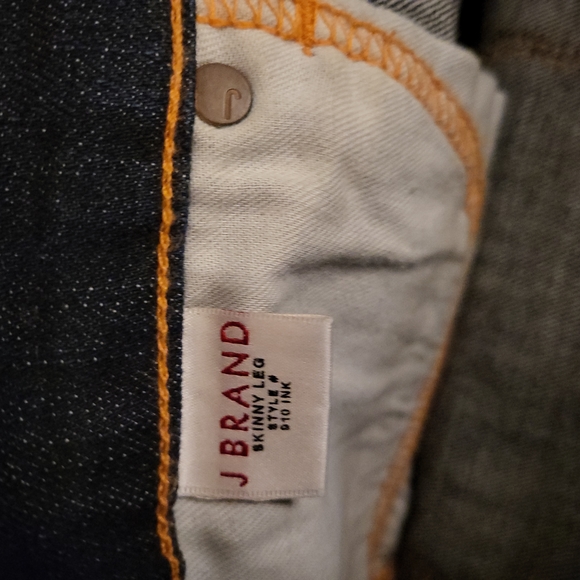 J
J BRAND
SKINNY LEG
STYLE #
910 INK